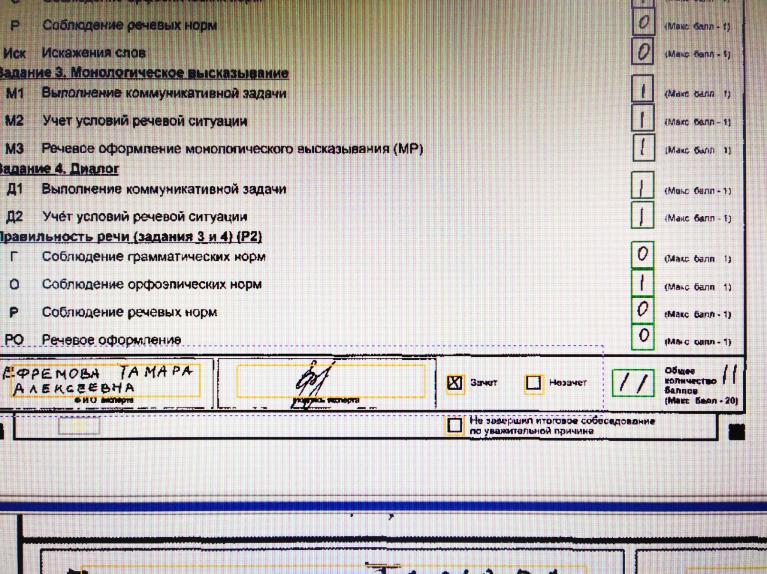 Р Соблюдение речевых норм 0 (Макс балл - 1)
Иск Искажения слов 0 (Макс балл - 1)
Задание 3. Монологическое высказывание
М1 Выполнение коммуникативной задачи 1 (Макс балл 1)
М2 Учет условий речевой ситуации 1 (Макс балл - 1)
М3 Речевое оформление монологического высказывания (МР) 1 (Макс балл 1)
Задание 4. Диалог
Д1 Выполнение коммуникативной задачи 1 (Макс балл - 1)
Д2 Учёт условий речевой ситуации 1 (Макс балл - 1)
Правильность речи (задания 3 и 4) (Р2)
Г Соблюдение грамматических норм 0 (Макс балл 1)
О Соблюдение орфоэпических норм 1 (Макс балл 1)
Р Соблюдение речевых норм 0 (Макс балл - 1)
РО Речевое оформление 0 (Макс балл - 1)
ЕФРЕМОВА ТАМАРА
АЛЕКСЕЕВНА
Ф И О эксперта
подпись эксперта
X Зачет Незачет
11 Общее количество баллов 11
(Макс балл - 20)
Не завершил итоговое собеседование
по уважительной причине